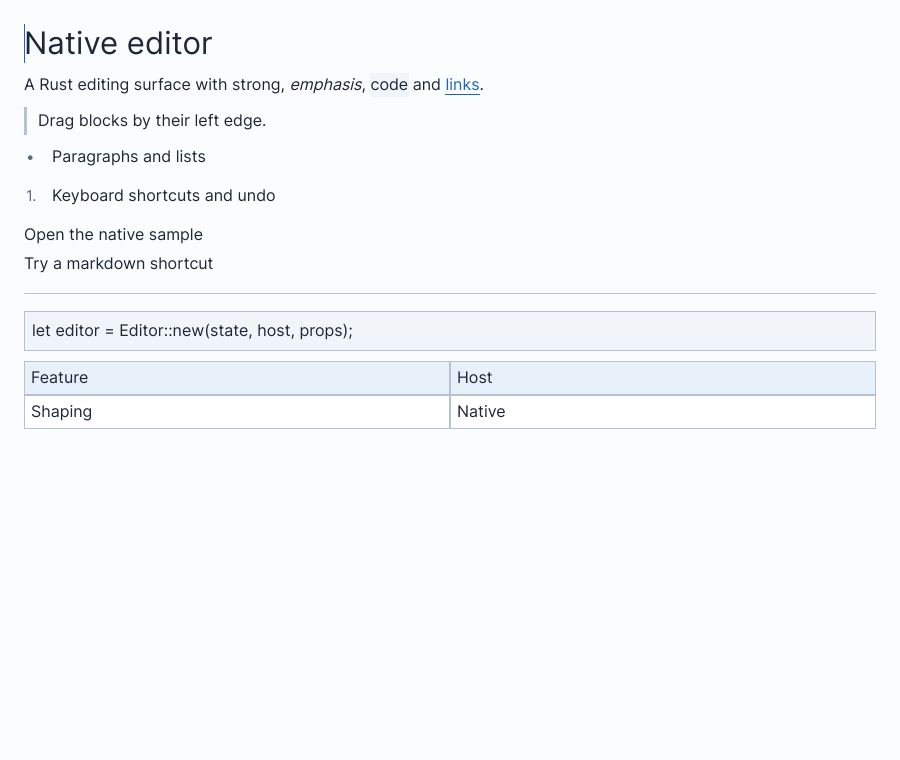 Native editor
A Rust editing surface with strong, emphasis, code and links.
Drag blocks by their left edge.
• Paragraphs and lists
1. Keyboard shortcuts and undo
Open the native sample
Try a markdown shortcut
let editor = Editor::new(state, host, props);
Feature Host
Shaping Native